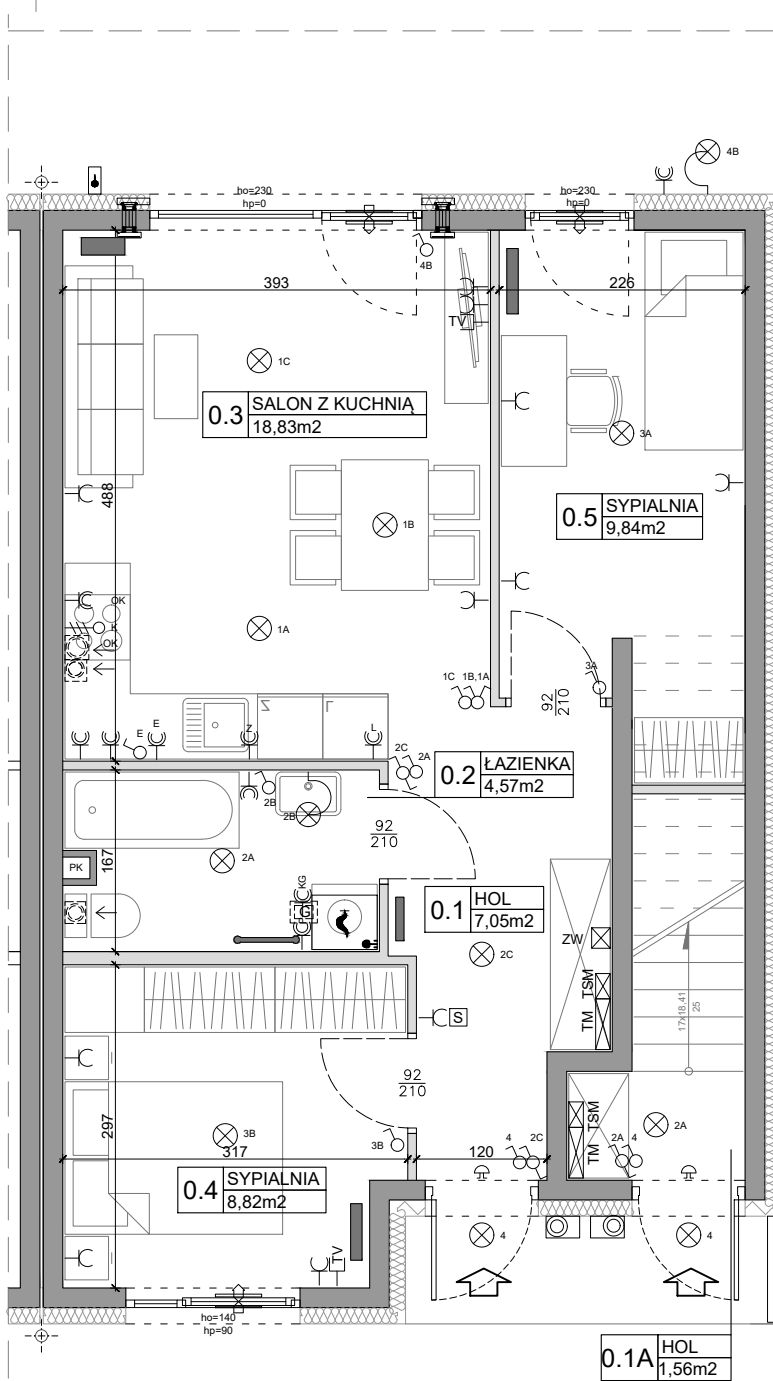 4B
ho=230
hp=0
ho=230
hp=0
4B
393
226
TV
1C
0.3 SALON Z KUCHNIĄ
18,83m2
3A
488
1B
0.5 SYPIALNIA
9,84m2
OK
K
OK
1A
3A
1C 1B,1A
92
210
E
E
Z
L
2C
2A
0.2 ŁAZIENKA
4,57m2
2B
2B
92
210
167
PK
2A
KG
G
0.1 HOL
7,05m2
2C
ZW
TSM
TM
17x18,41
25
S
92
210
297
3B
317
3B
120
4
2C
TSM
TM
2A
4
2A
0.4 SYPIALNIA
8,82m2
TV
4
4
ho=140
hp=90
0.1A HOL
1,56m2